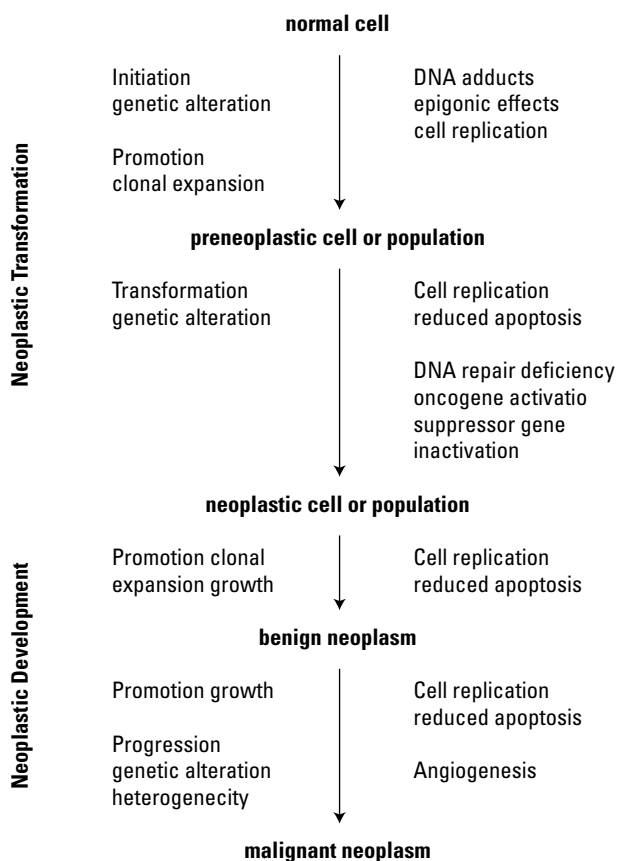 normal cell
Initiation
genetic alteration
Promotion
clonal expansion
DNA adducts
epigonic effects
cell replication
Neoplastic Transformation
preneoplastic cell or population
Transformation
genetic alteration
Cell replication
reduced apoptosis
DNA repair deficiency
oncogene activatio
suppressor gene
inactivation
neoplastic cell or population
Neoplastic Development
Promotion clonal
expansion growth
Cell replication
reduced apoptosis
benign neoplasm
Promotion growth
Progression
genetic alteration
heterogenecity
Cell replication
reduced apoptosis
Angiogenesis
malignant neoplasm